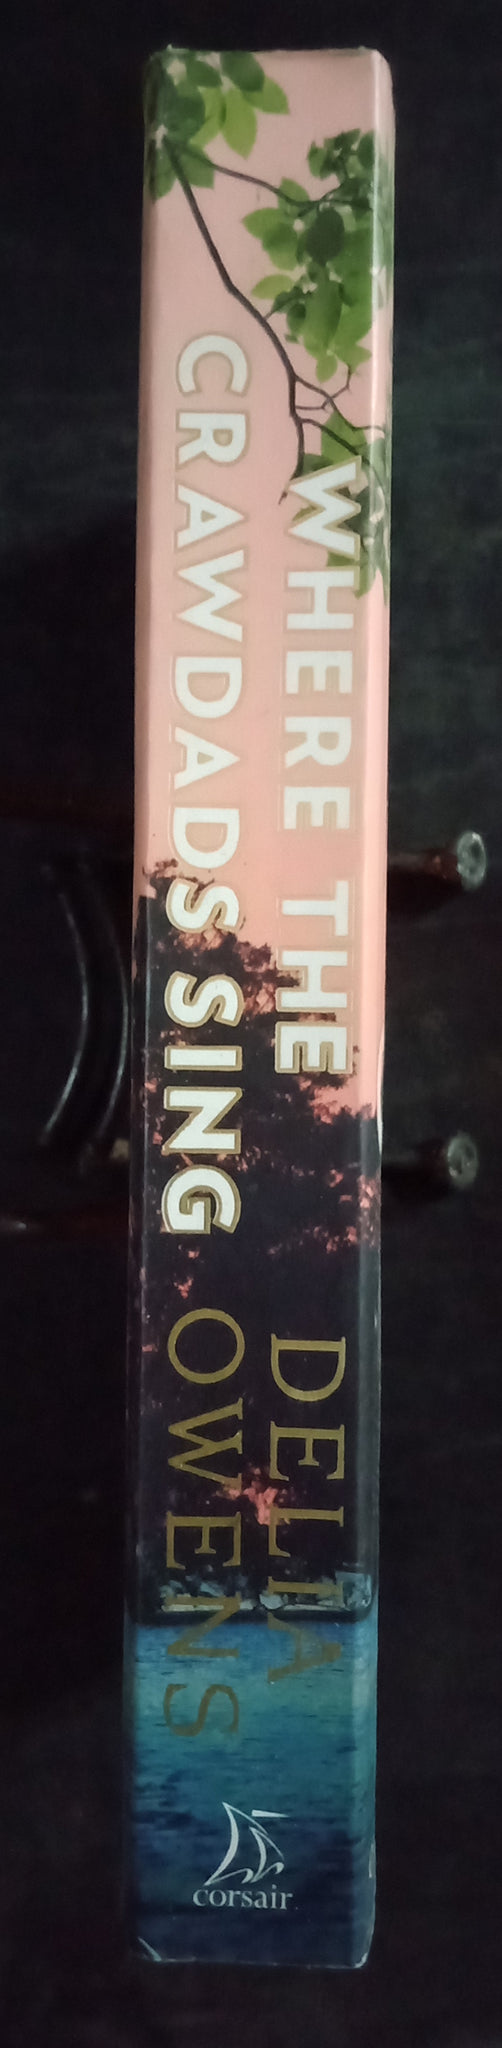 WHERE THE
CRAWDADS SING
DELIA
OWENS
corsair